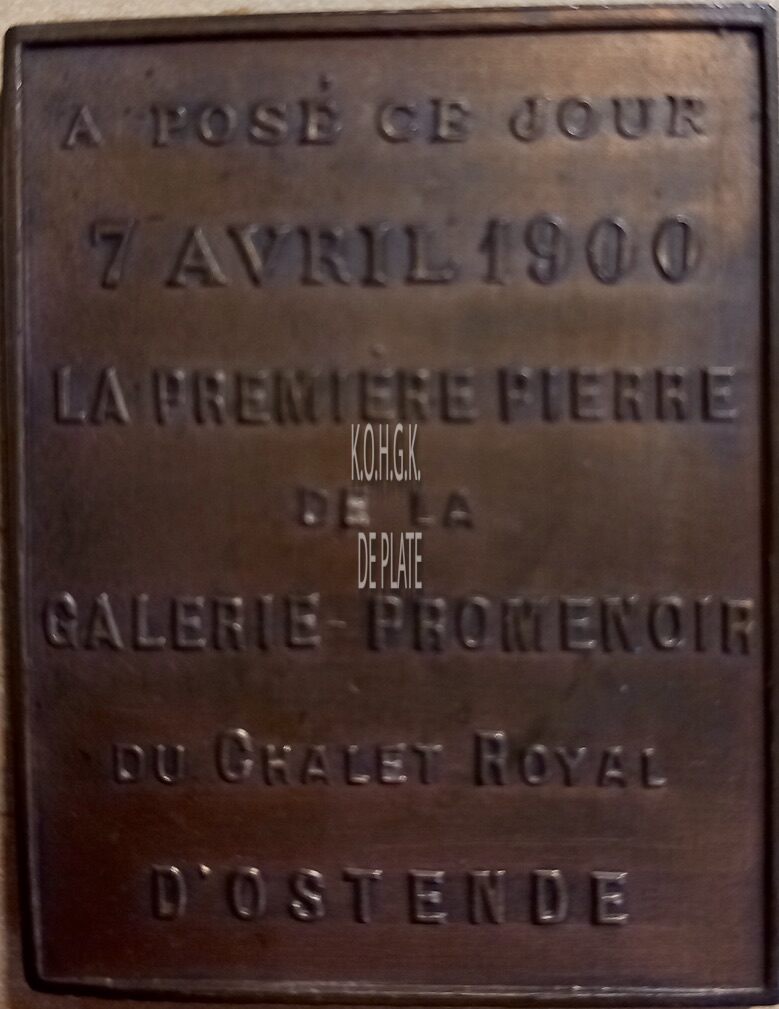 A POSÉ CE JOUR
7 AVRIL 1900
LA PREMIÈRE PIERRE
K.O.H.G.K.
DE LA
DE PLATE
GALERIE-PROMENOIR
DU CHALET ROYAL
D'OSTENDE